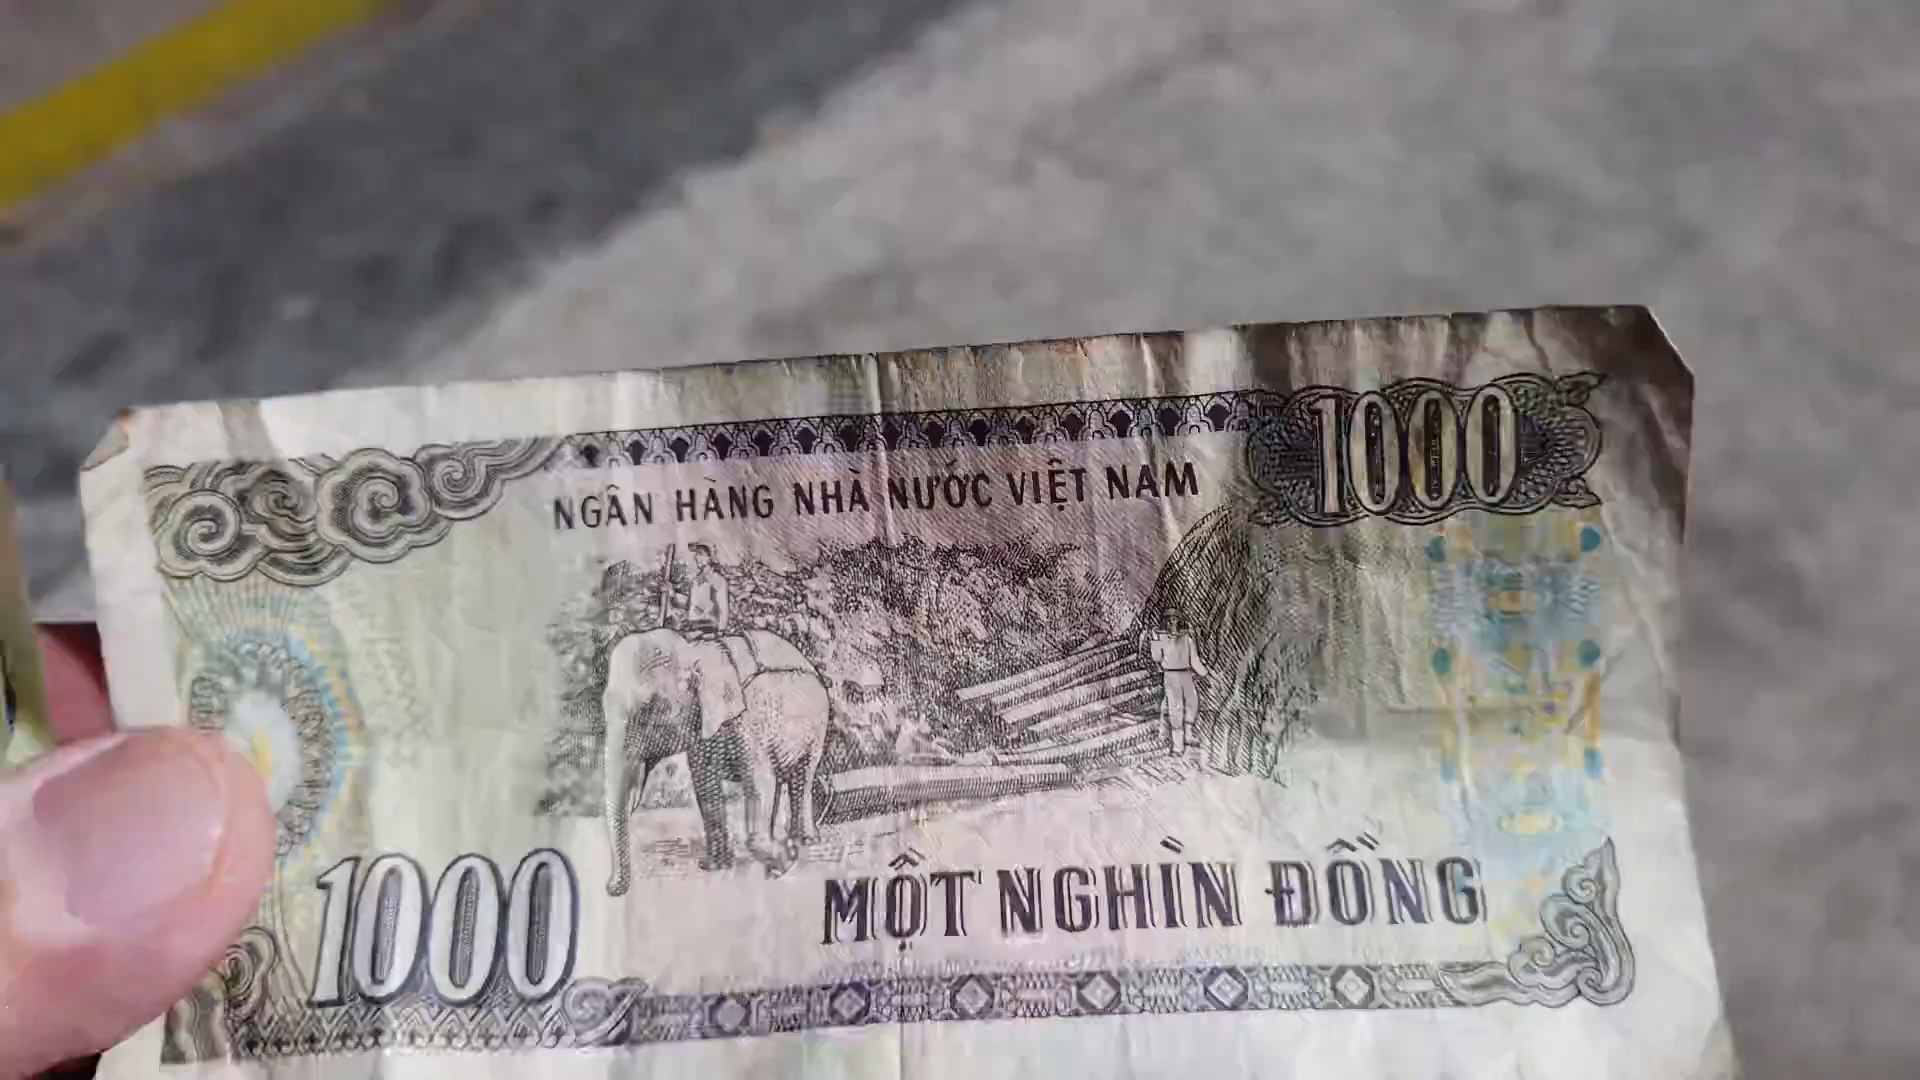 1000
NGÂN HÀNG NHÀ NƯỚC VIỆT NAM
1000
MỘT NGHÌN ĐỒNG